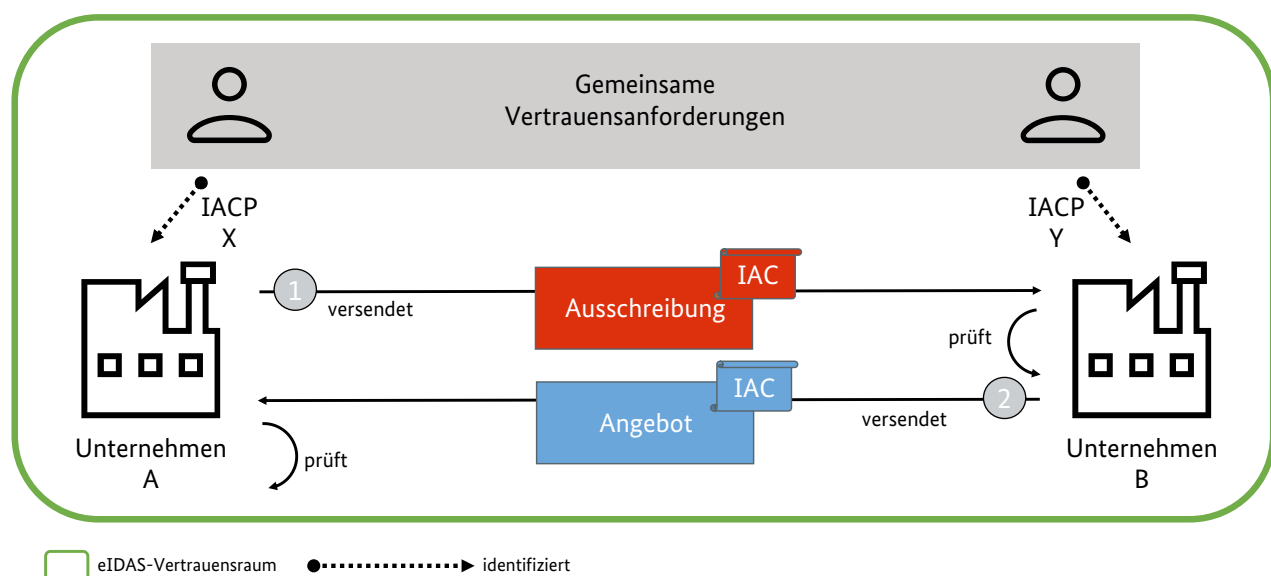 Gemeinsame
Vertrauensanforderungen
IACP
X
IACP
Y
1
versendet
Ausschreibung
IAC
prüft
Angebot
IAC
versendet
2
Unternehmen
A
prüft
Unternehmen
B
eIDAS-Vertrauensraum
identifiziert